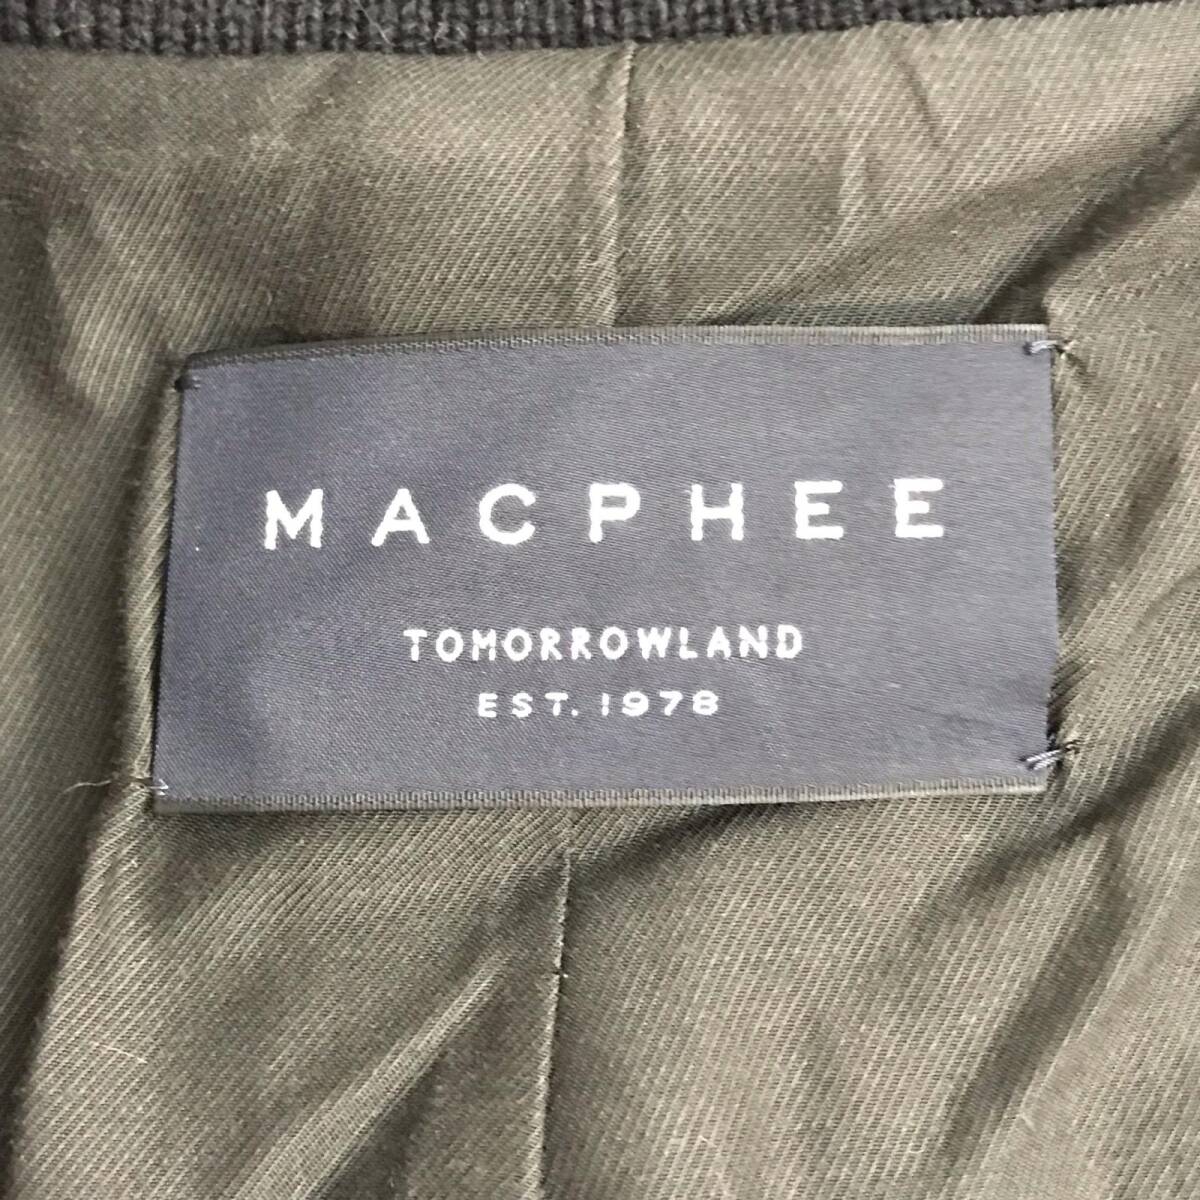 MACPHEE
TOMORROWLAND
EST. 1978